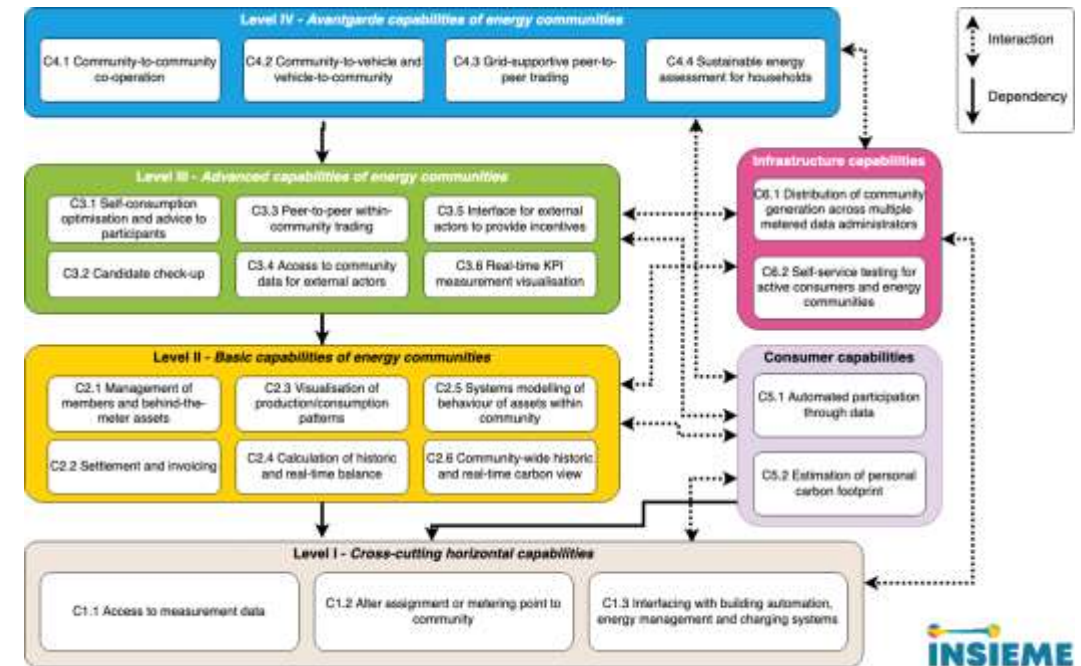 Level IV - Avantgarde capabilities of energy communities
C4.1 Community-to-community
co-operation
C4.2 Community-to-vehicle and
vehicle-to-community
C4.3 Grid-supportive peer-to-
peer trading
C4.4 Sustainable energy
assessment for households
Interaction
Dependency
Level III - Advanced capabilities of energy communities
C3.1 Self-consumption
optimisation and advice to
participants
C3.3 Peer-to-peer within-
community trading
C3.5 Interface for external
actors to provide incentives
C3.2 Candidate check-up
C3.4 Access to community
data for external actors
C3.6 Real-time KPI
measurement visualisation
Infrastructure capabilities
C6.1 Distribution of community
generation across multiple
metered data administrators
C6.2 Self-service testing for
active consumers and energy
communities
Level II - Basic capabilities of energy communities
C2.1 Management of
members and behind-the-
meter assets
C2.3 Visualisation of
production/consumption
patterns
C2.5 Systems modelling of
behaviour of assets within
community
C2.2 Settlement and invoicing
C2.4 Calculation of historic
and real-time balance
C2.6 Community-wide historic
and real-time carbon view
Consumer capabilities
C5.1 Automated participation
through data
C5.2 Estimation of personal
carbon footprint
Level I - Cross-cutting horizontal capabilities
C1.1 Access to measurement data
C1.2 Alter assignment or metering point to
community
C1.3 Interfacing with building automation,
energy management and charging systems
INSIEME